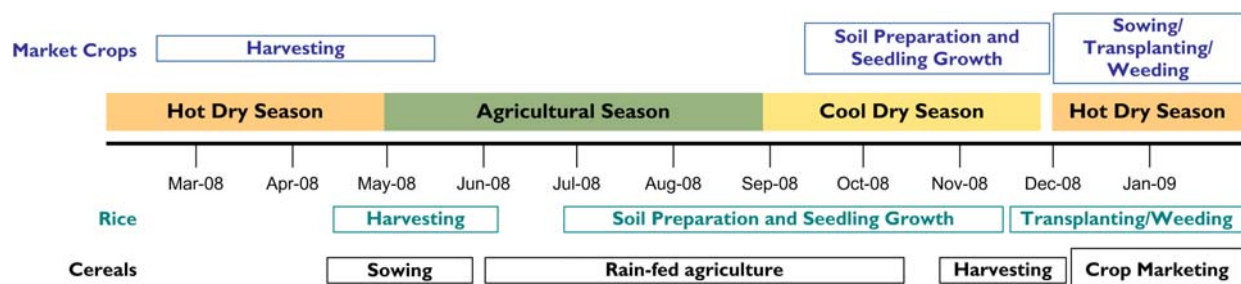 Market Crops
Harvesting
Soil Preparation and
Seedling Growth
Sowing/
Transplanting/
Weeding
Hot Dry Season
Agricultural Season
Cool Dry Season
Hot Dry Season
Mar-08
Apr-08
May-08
Jun-08
Jul-08
Aug-08
Sep-08
Oct-08
Nov-08
Dec-08
Jan-09
Rice
Harvesting
Soil Preparation and Seedling Growth
Transplanting/Weeding
Cereals
Sowing
Rain-fed agriculture
Harvesting
Crop Marketing